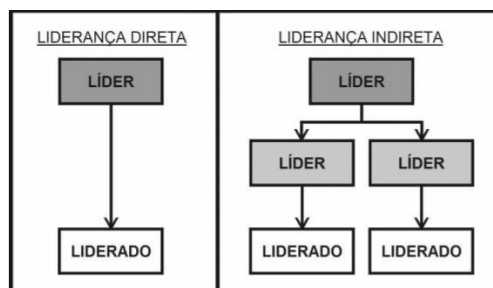 LIDERANÇA DIRETA
LÍDER
LIDERADO
LIDERANÇA INDIRETA
LÍDER
LÍDER LÍDER
LIDERADO LIDERADO